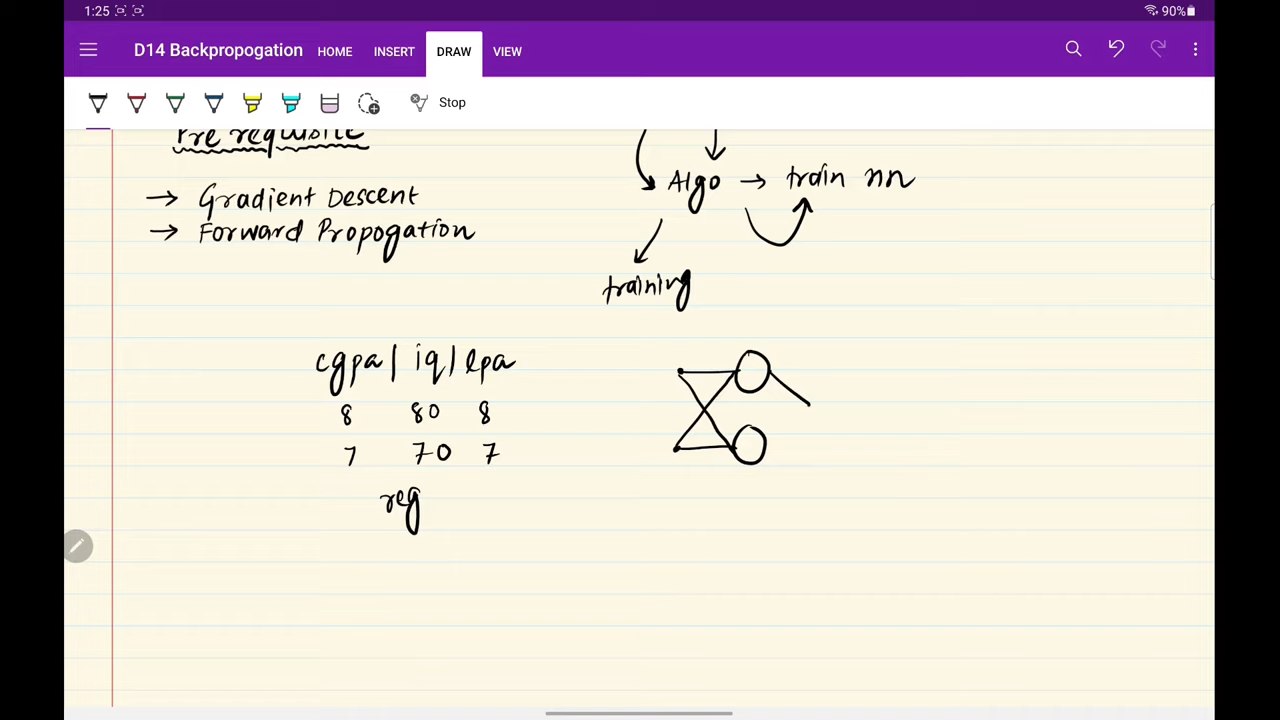 1:25
90%
D14 Backpropogation
HOME
INSERT
DRAW
VIEW
Stop
Pre requisite
→ Gradient Descent
→ Forward Propogation
Algo → train nn
training
cgpa | iq | lpa
8 80 8
7 70 7
reg